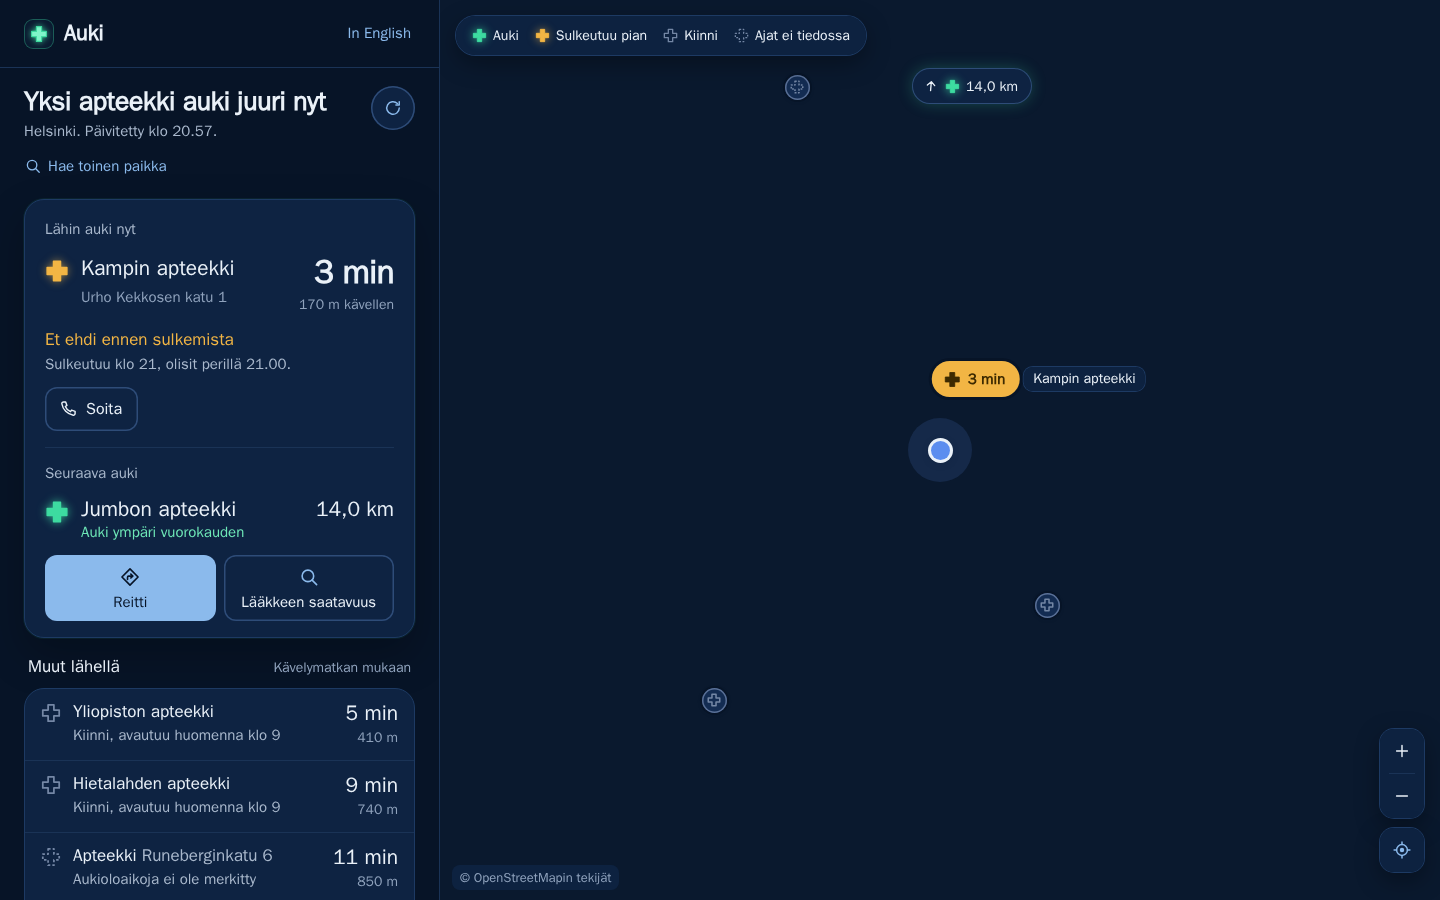 Auki
In English
Yksi apteekki auki juuri nyt
Helsinki. Päivitetty klo 20.57.
Hae toinen paikka
Lähin auki nyt
Kampin apteekki
3 min
Urho Kekkosen katu 1
170 m kävellen
Et ehdi ennen sulkemista
Sulkeutuu klo 21, olisit perillä 21.00.
Soita
Seuraava auki
Jumbon apteekki
14,0 km
Auki ympäri vuorokauden
Reitti
Lääkkeen saatavuus
Muut lähellä
Kävelymatkan mukaan
Yliopiston apteekki
5 min
Kiinni, avautuu huomenna klo 9
410 m
Hietalahden apteekki
9 min
Kiinni, avautuu huomenna klo 9
740 m
Apteekki Runeberginkatu 6
11 min
Aukioloaikoja ei ole merkitty
850 m
Auki
Sulkeutuu pian
Kiinni
Ajat ei tiedossa
14,0 km
3 min
Kampin apteekki
© OpenStreetMapin tekijät